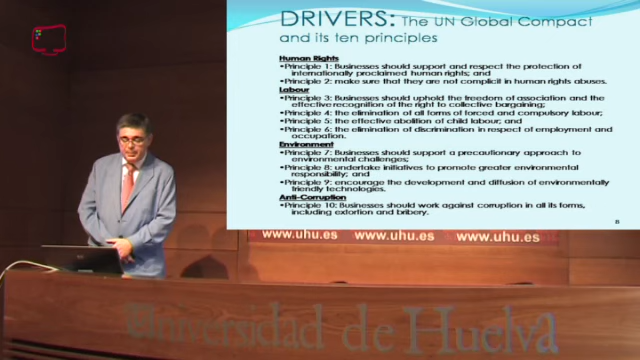 DRIVERS: The UN Global Compact
and its ten principles
Human Rights
•Principle 1: Businesses should support and respect the protection of
internationally proclaimed human rights; and
•Principle 2: make sure that they are not complicit in human rights abuses.
Labour
•Principle 3: Businesses should uphold the freedom of association and the
effective recognition of the right to collective bargaining;
•Principle 4: the elimination of all forms of forced and compulsory labour;
•Principle 5: the effective abolition of child labour; and
•Principle 6: the elimination of discrimination in respect of employment and
occupation.
Environment
•Principle 7: Businesses should support a precautionary approach to
environmental challenges;
•Principle 8: undertake initiatives to promote greater environmental
responsibility; and
•Principle 9: encourage the development and diffusion of environmentally
friendly technologies.
Anti-Corruption
•Principle 10: Businesses should work against corruption in all its forms,
including extortion and bribery.
www.uhu.es www.uhu.es www.uhu.es
Universidad de Huelva